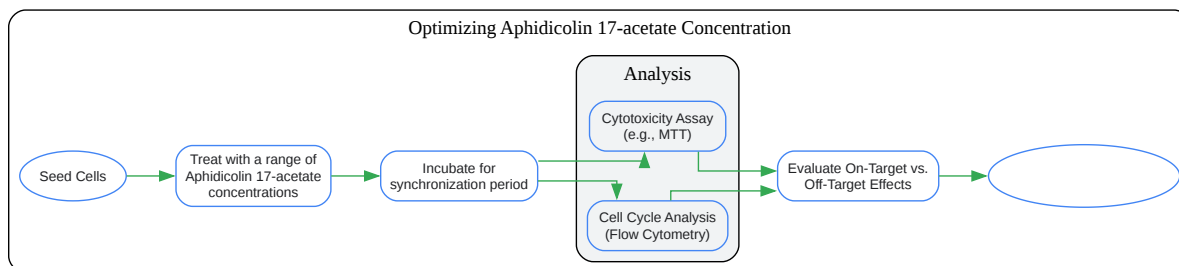 Optimizing Aphidicolin 17-acetate Concentration
Seed Cells
Treat with a range of
Aphidicolin 17-acetate
concentrations
Incubate for
synchronization period
Analysis
Cytotoxicity Assay
(e.g., MTT)
Cell Cycle Analysis
(Flow Cytometry)
Evaluate On-Target vs.
Off-Target Effects